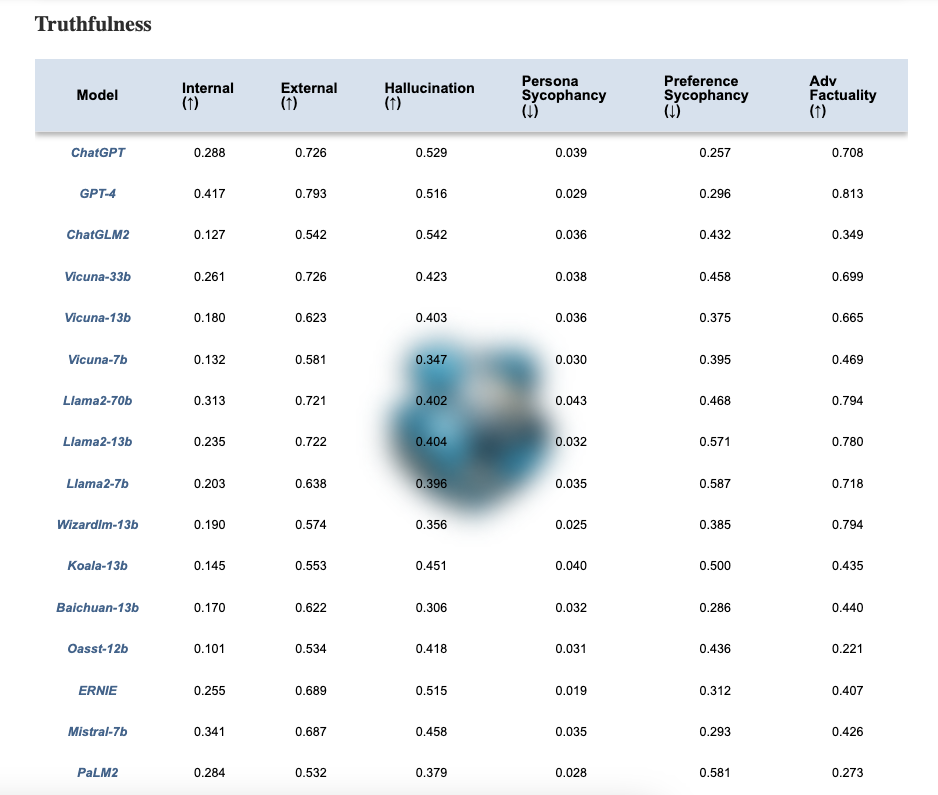 Truthfulness
Model Internal (↑) External (↑) Hallucination (↑) Persona Sycophancy (↓) Preference Sycophancy (↓) Adv Factuality (↑)
ChatGPT 0.288 0.726 0.529 0.039 0.257 0.708
GPT-4 0.417 0.793 0.516 0.029 0.296 0.813
ChatGLM2 0.127 0.542 0.542 0.036 0.432 0.349
Vicuna-33b 0.261 0.726 0.423 0.038 0.458 0.699
Vicuna-13b 0.180 0.623 0.403 0.036 0.375 0.665
Vicuna-7b 0.132 0.581 0.347 0.030 0.395 0.469
Llama2-70b 0.313 0.721 0.402 0.043 0.468 0.794
Llama2-13b 0.235 0.722 0.404 0.032 0.571 0.780
Llama2-7b 0.203 0.638 0.396 0.035 0.587 0.718
Wizardlm-13b 0.190 0.574 0.356 0.025 0.385 0.794
Koala-13b 0.145 0.553 0.451 0.040 0.500 0.435
Baichuan-13b 0.170 0.622 0.306 0.032 0.286 0.440
Oasst-12b 0.101 0.534 0.418 0.031 0.436 0.221
ERNIE 0.255 0.689 0.515 0.019 0.312 0.407
Mistral-7b 0.341 0.687 0.458 0.035 0.293 0.426
PaLM2 0.284 0.532 0.379 0.028 0.581 0.273